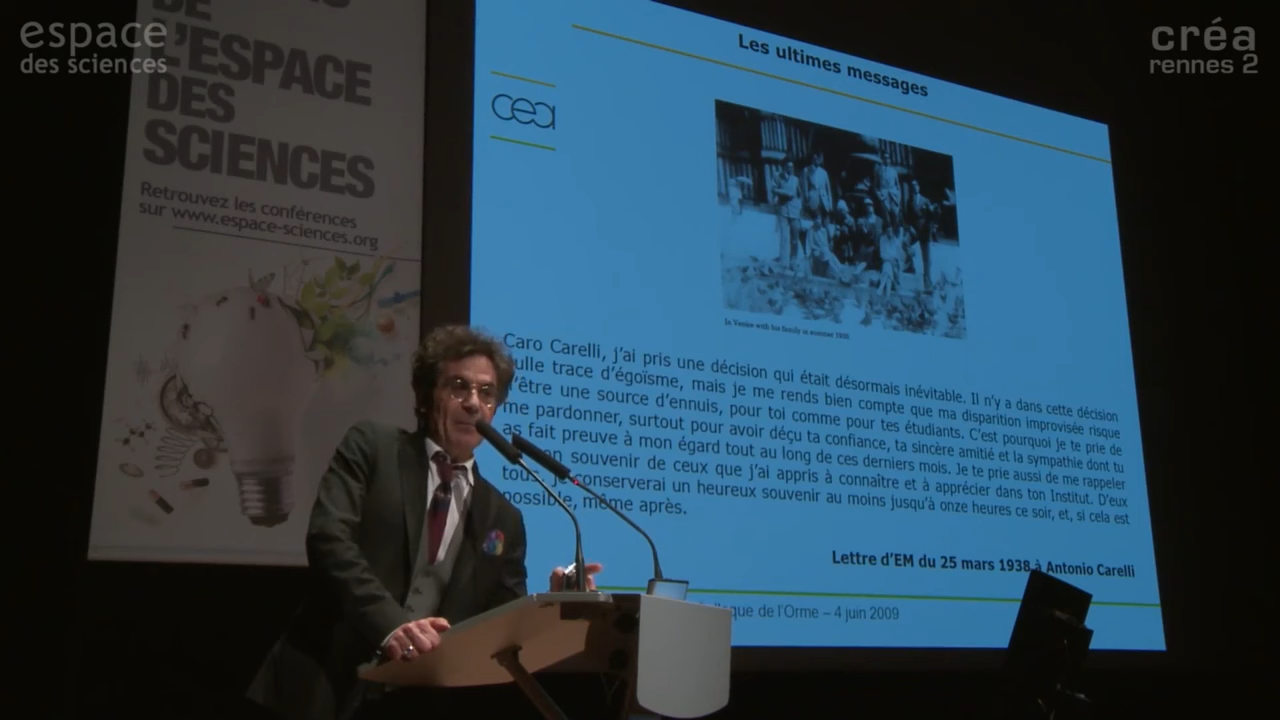 espace
des sciences
créa
rennes 2
DE
L'ESPACE
DES
SCIENCES
Retrouvez les conférences
sur www.espace-sciences.org
Les ultimes messages
cea
In Venice with his family in summer
Caro Carelli, j'ai pris une décision qui était désormais inévitable. Il n'y a dans cette décision
nulle trace d'égoïsme, mais je me rends bien compte que ma disparition improvisée risque
d'être une source d'ennuis, pour toi comme pour tes étudiants. C'est pourquoi je te prie de
me pardonner, surtout pour avoir déçu ta confiance, ta sincère amitié et la sympathie dont tu
as fait preuve à mon égard tout au long de ces derniers mois. Je te prie aussi de me rappeler
bon souvenir de ceux que j'ai appris à connaître et à apprécier dans ton Institut. D'eux
tous, je conserverai un heureux souvenir au moins jusqu'à onze heures ce soir, et, si cela est
possible, même après.
Lettre d'EM du 25 mars 1938 à Antonio Carelli
de l'Orme – 4 juin 2009